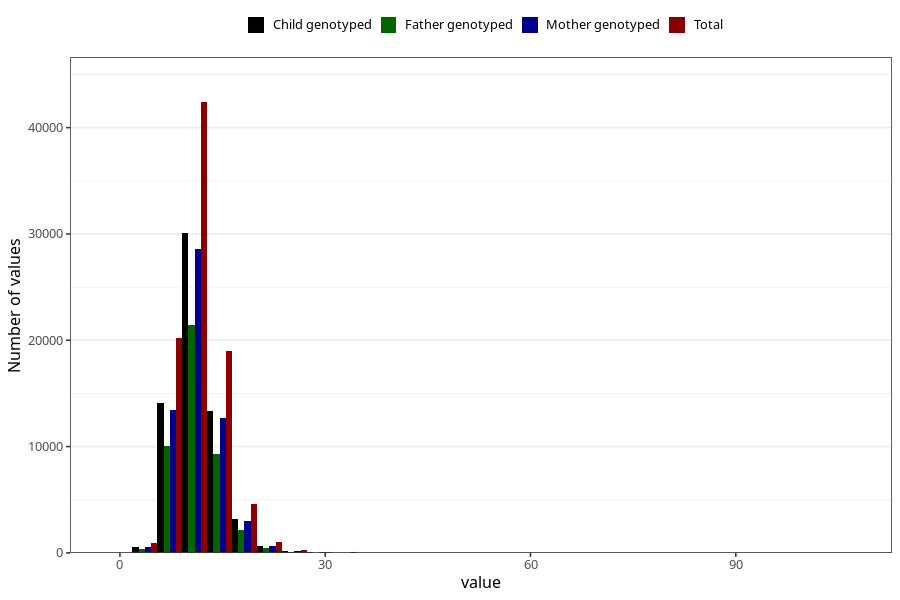 Child genotyped Father genotyped Mother genotyped Total
Number of values
40000
30000
20000
10000
0
0 30 60 90
value